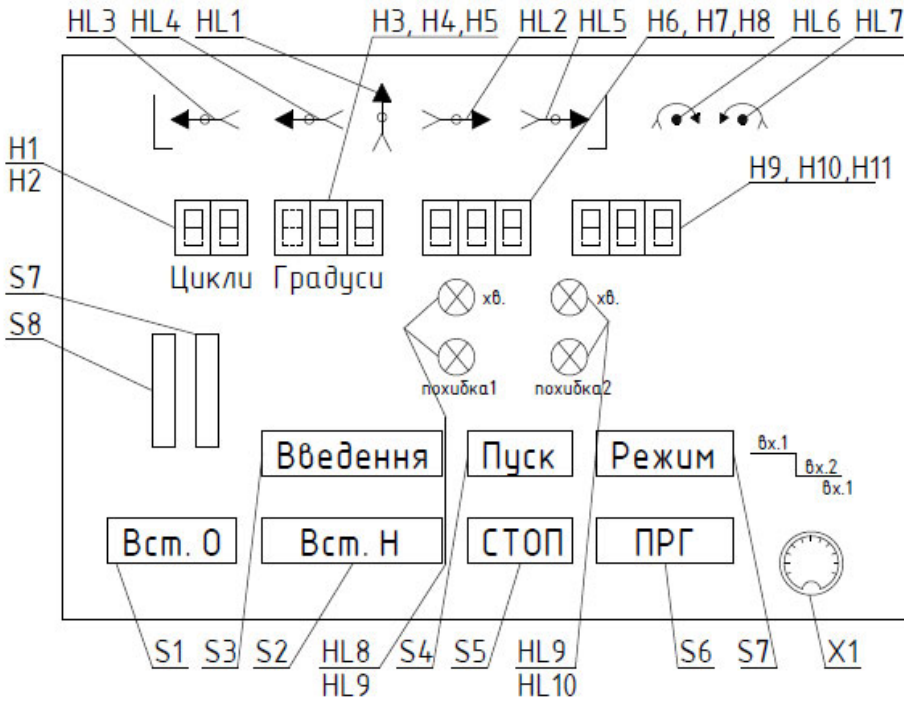 HL3 HL4 HL1 H3, H4,H5 HL2 HL5 H6, H7,H8 HL6 HL7
H1
H2
H9, H10,H11
Цикли Градуси
S7
S8
хв. хв.
похибка1 похибка2
Введення Пуск Режим
вх.1
вх.2
вх.1
Вст. О Вст. Н СТОП ПРГ
S1 S3 S2 HL8 S4 S5 HL9 S6 S7 X1
HL9 HL10